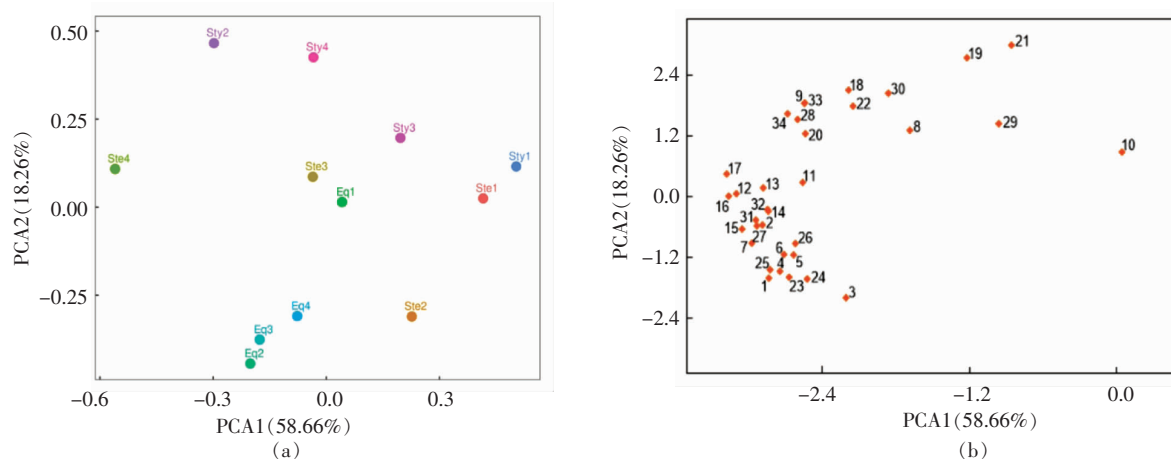 0.50
0.25
0.00
−0.25
PCA2(18.26%)
−0.6
−0.3
0.0
0.3
PCA1(58.66%)
(a)
Sty2
Sty4
Sty3
Sty1
Ste4
Ste3
Eq1
Ste1
Eq4
Ste2
Eq3
Eq2
2.4
1.2
0.0
−1.2
−2.4
PCA2(18.26%)
−2.4
−1.2
0.0
PCA1(58.66%)
(b)
21
19
18
30
9
33
22
28
34
20
8
29
10
17
13
11
12
16
32
14
31
2
15
27
7
26
6
5
25
4
24
1
23
3